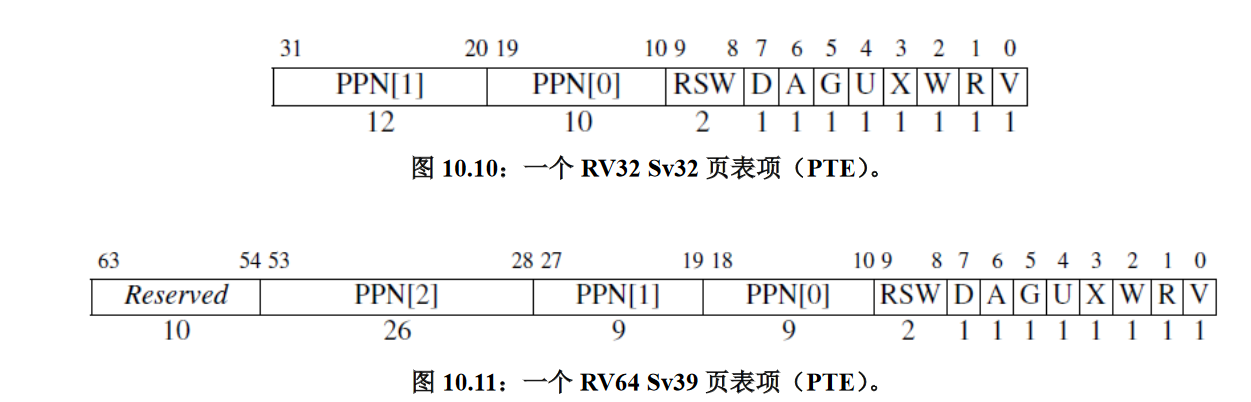 31 20 19 10 9 8 7 6 5 4 3 2 1 0
PPN[1] PPN[0] RSW D A G U X W R V
12 10 2 1 1 1 1 1 1 1 1
图 10.10：一个 RV32 Sv32 页表项（PTE）。
63 54 53 28 27 19 18 10 9 8 7 6 5 4 3 2 1 0
Reserved PPN[2] PPN[1] PPN[0] RSW D A G U X W R V
10 26 9 9 2 1 1 1 1 1 1 1 1
图 10.11：一个 RV64 Sv39 页表项（PTE）。